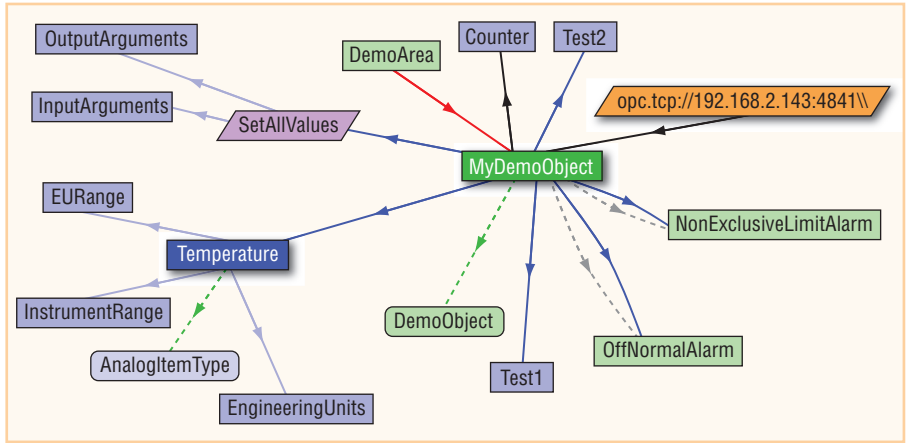 OutputArguments
DemoArea
Counter
Test2
InputArguments
SetAllValues
opc.tcp://192.168.2.143:4841\\
MyDemoObject
EURange
NonExclusiveLimitAlarm
Temperature
InstrumentRange
DemoObject
OffNormalAlarm
AnalogItemType
Test1
EngineeringUnits